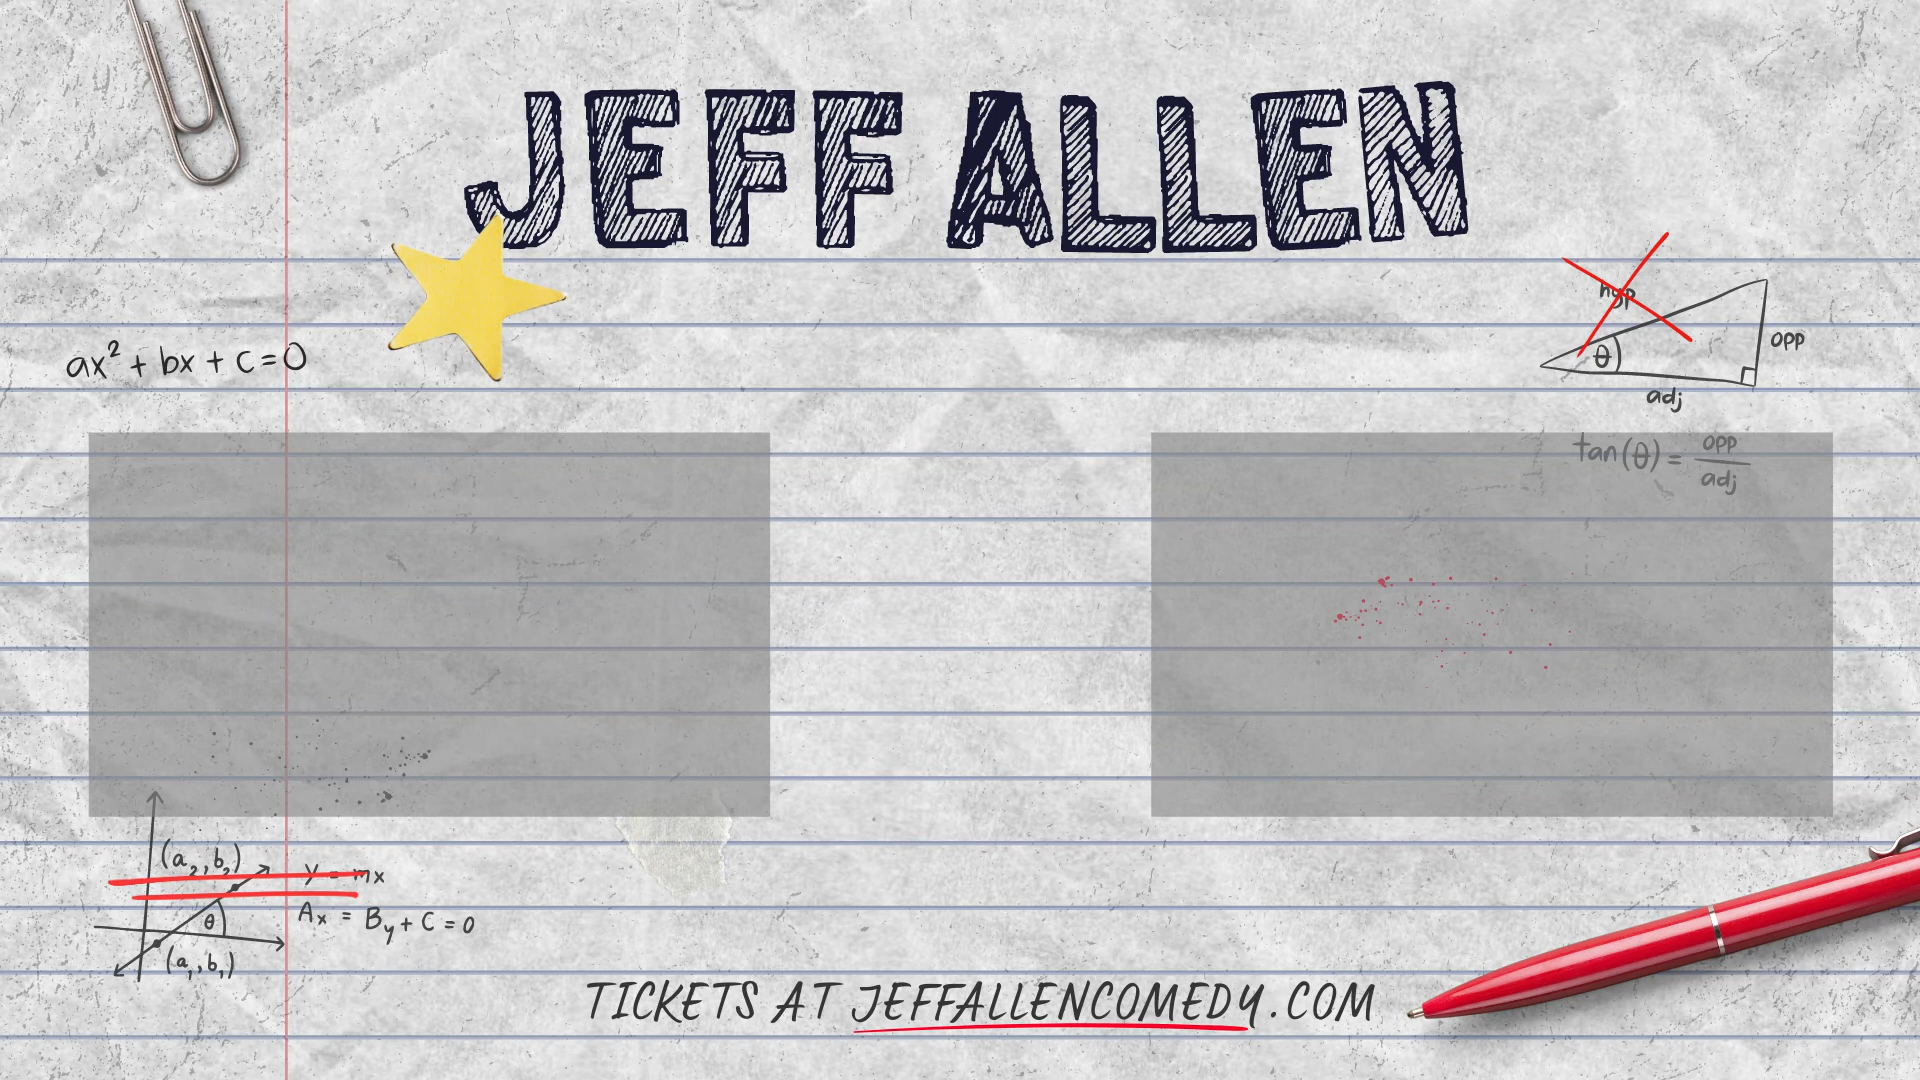 JEFF ALLEN
ax² + bx + c = 0
hyp
θ
opp
adj
tan(θ) = opp/adj
(a₂, b₂)
y = mx
θ
Ax = By + C = 0
(a₁, b₁)
TICKETS AT JEFFALLENCOMEDY.COM